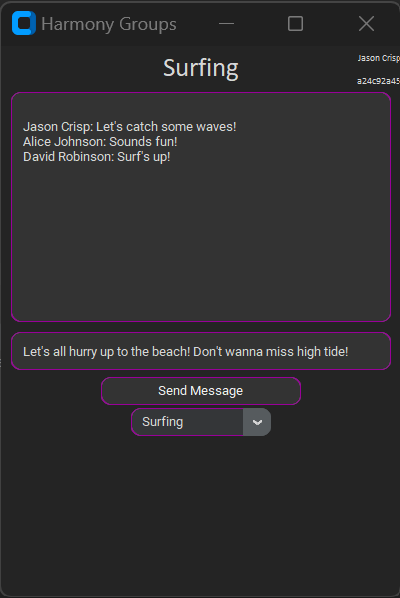 Harmony Groups
Surfing
Jason Crisp
a24c92a45
Jason Crisp: Let's catch some waves!
Alice Johnson: Sounds fun!
David Robinson: Surf's up!
Let's all hurry up to the beach! Don't wanna miss high tide!
Send Message
Surfing